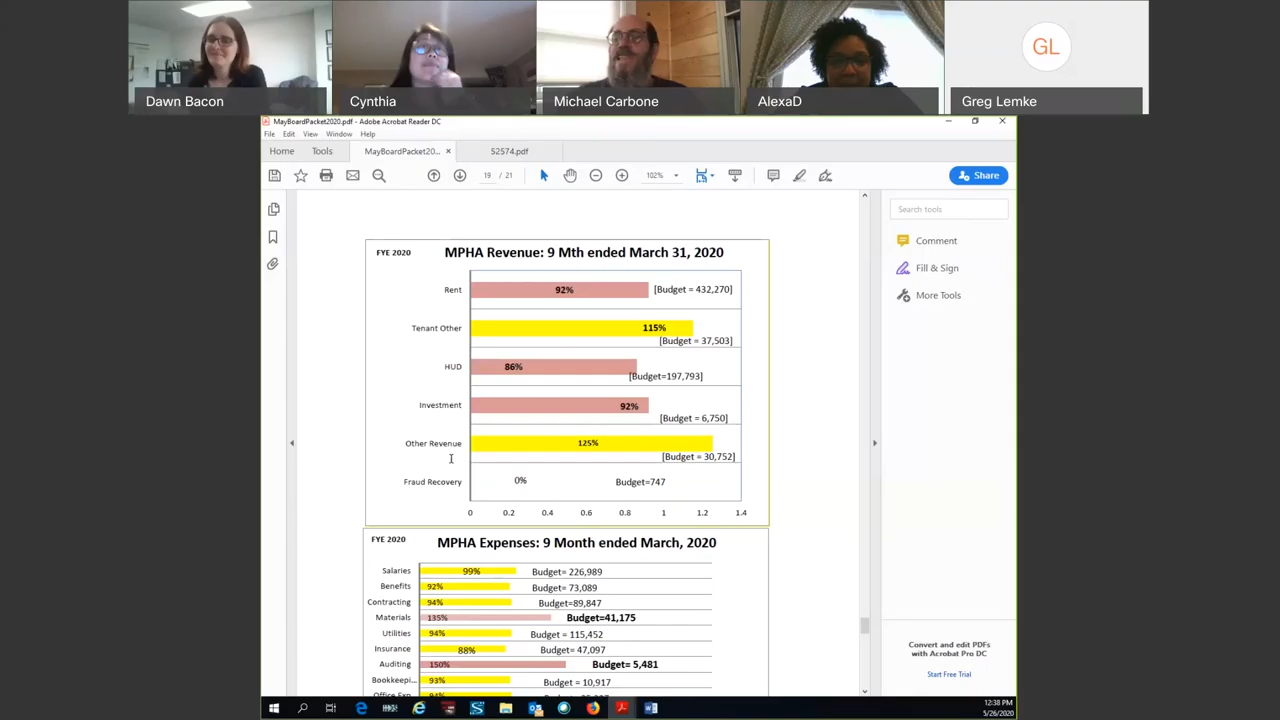 Dawn Bacon
Cynthia
Michael Carbone
AlexaD
GL
Greg Lemke
MayBoardPacket2020.pdf - Adobe Acrobat Reader DC
File Edit View Window Help
Home Tools MayBoardPacket20... × 52574.pdf
19 / 21 102% Share
Search tools
Comment
Fill & Sign
More Tools
Convert and edit PDFs
with Acrobat Pro DC
Start Free Trial
FYE 2020 MPHA Revenue: 9 Mth ended March 31, 2020
Rent 92% [Budget = 432,270]
Tenant Other 115%
[Budget = 37,503]
HUD 86%
[Budget=197,793]
Investment 92%
[Budget = 6,750]
Other Revenue 125%
[Budget = 30,752]
Fraud Recovery 0% Budget=747
0 0.2 0.4 0.6 0.8 1 1.2 1.4
FYE 2020 MPHA Expenses: 9 Month ended March, 2020
Salaries 99% Budget= 226,989
Benefits 92% Budget= 73,089
Contracting 94% Budget=89,847
Materials 135% Budget=41,175
Utilities 94% Budget = 115,452
Insurance 88% Budget= 47,097
Auditing 150% Budget= 5,481
Bookkeepi... 93% Budget = 10,917
Office Exp 94%
12:38 PM
5/26/2020